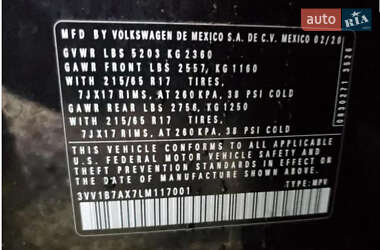 auto RIA.com
MFD BY VOLKSWAGEN DE MEXICO S.A. DE C.V. MEXICO 02/20
GVWR LBS 5203 KG 2360
GAWR FRONT LBS 2557, KG 1160
WITH 215/65 R17 TIRES,
7JX17 RIMS, AT 260 KPA, 38 PSI COLD
GAWR REAR LBS 2756, KG1250
WITH 215/65 R17 TIRES,
7JX17 RIMS, AT 260 KPA, 38 PSI COLD
THIS VEHICLE CONFORMS TO ALL APPLICABLE
FEDERAL MOTOR VEHICLE SAFETY AND
THEFT PREVENTION STANDARDS
IN EFFECT ON THE DATE OF
MANUFACTURE SHOWN ABOVE.
3VV1B7AX7LM117001 TYPE: MPV